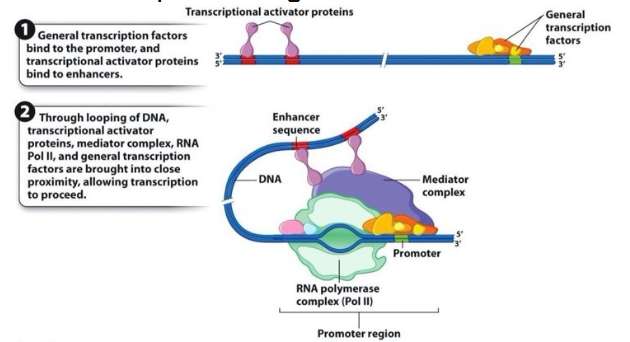 Transcriptional activator proteins
1 General transcription factors
bind to the promoter, and
transcriptional activator proteins
bind to enhancers.
General
transcription
factors
3'
5'
5'
3'
2 Through looping of DNA,
transcriptional activator
proteins, mediator complex, RNA
Pol II, and general transcription
factors are brought into close
proximity, allowing transcription
to proceed.
Enhancer
sequence
5'
3'
DNA
Mediator
complex
5'
3'
Promoter
RNA polymerase
complex (Pol II)
Promoter region